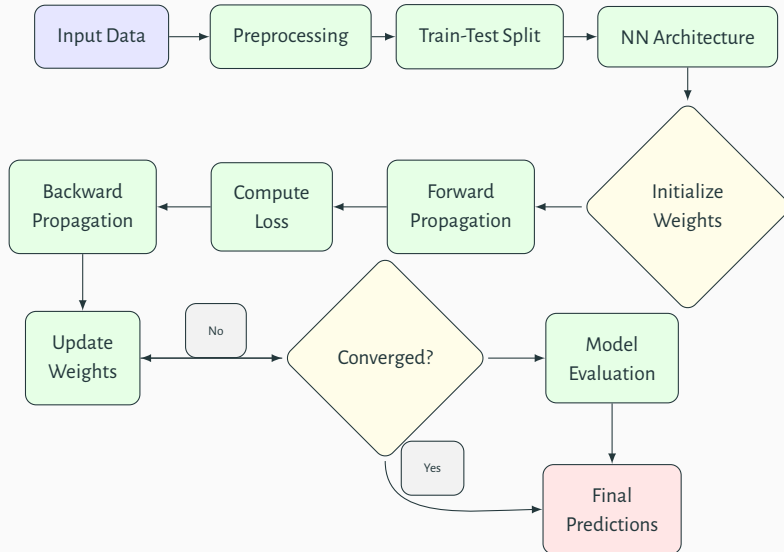 Input Data
Preprocessing
Train-Test Split
NN Architecture
Initialize
Weights
Forward
Propagation
Compute
Loss
Backward
Propagation
Update
Weights
No
Converged?
Model
Evaluation
Yes
Final
Predictions